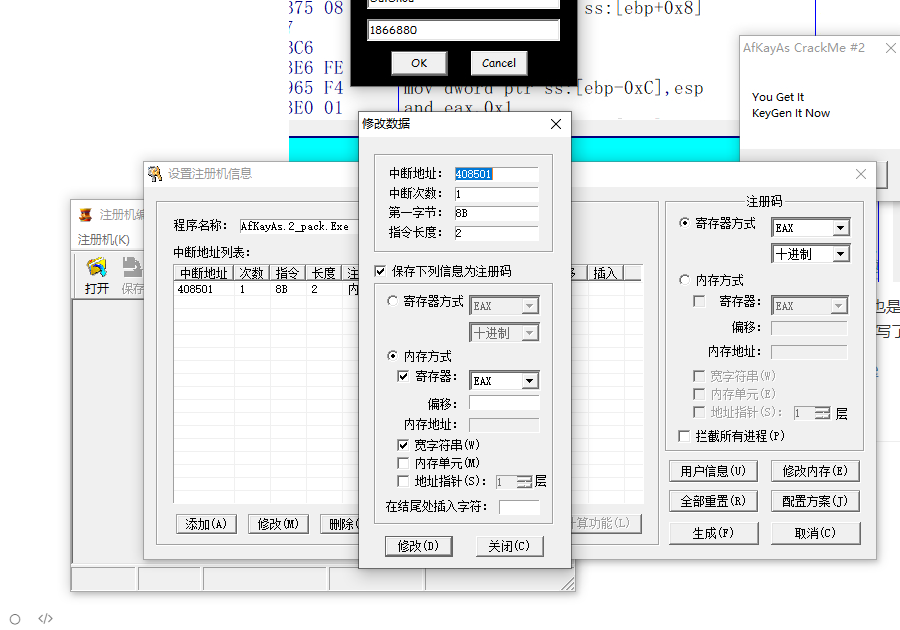 375 08
ss:[ebp+0x8]
1866880
3C6
3E6 FE
OK
Cancel
965 F4
mov dword ptr ss:[ebp-0xC],esp
3E0 01
and eax,0x1
AfKayAs CrackMe #2
You Get It
KeyGen It Now
修改数据
中断地址: 408501
中断次数: 1
第一字节: 8B
指令长度: 2
保存下列信息为注册码
寄存器方式 EAX
十进制
内存方式
寄存器: EAX
偏移:
内存地址:
宽字符串(W)
内存单元(M)
地址指针(S): 1 层
在结尾处插入字符:
修改(D)
关闭(C)
设置注册机信息
程序名称: AfKayAs.2_pack.Exe
中断地址列表:
中断地址 次数 指令 长度 注
插入
408501 1 8B 2 内
添加(A)
修改(M)
删除(
算功能(L)
注册码
寄存器方式 EAX
十进制
内存方式
寄存器: EAX
偏移:
内存地址:
宽字符串(W)
内存单元(E)
地址指针(S): 1 层
拦截所有进程(P)
用户信息(U)
修改内存(E)
全部重置(R)
配置方案(J)
生成(F)
取消(C)
注册机编
注册机(K)
打开
保存
也是
写了